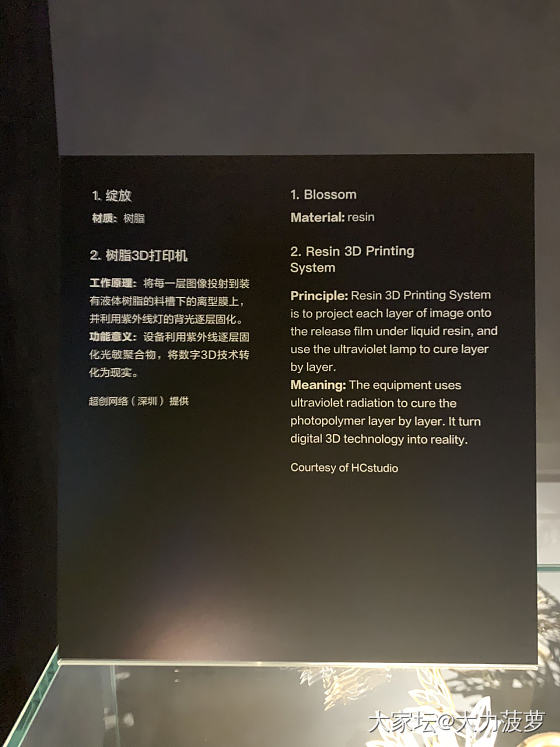 1. 绽放
材质：树脂
2. 树脂3D打印机
工作原理：将每一层图像投射到装
有液体树脂的料槽下的离型膜上，
并利用紫外线灯的背光逐层固化。
功能意义：设备利用紫外线逐层固
化光敏聚合物，将数字3D技术转
化为现实。
超创网络（深圳）提供
1. Blossom
Material: resin
2. Resin 3D Printing
System
Principle: Resin 3D Printing System
is to project each layer of image onto
the release film under liquid resin, and
use the ultraviolet lamp to cure layer
by layer.
Meaning: The equipment uses
ultraviolet radiation to cure the
photopolymer layer by layer. It turn
digital 3D technology into reality.
Courtesy of HCstudio
大家坛@大力菠萝